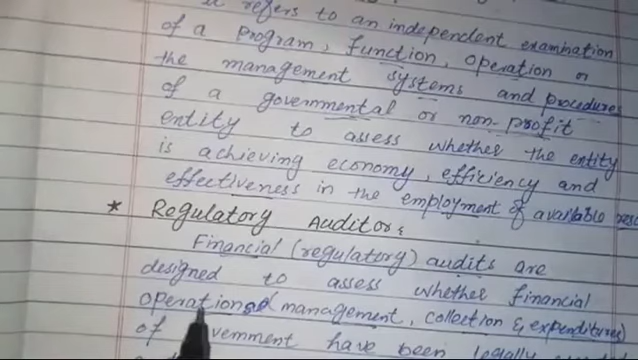 it refers to an independent examination
of a program, function, operation or
the management systems and procedures
of a governmental or non-profit
entity to assess whether the entity
is achieving economy, efficiency and
effectiveness in the employment of available
* Regulatory Auditor:
Financial (regulatory) audits are
designed to assess whether financial
operational management, collection & expenditures)
of vernment have been legally